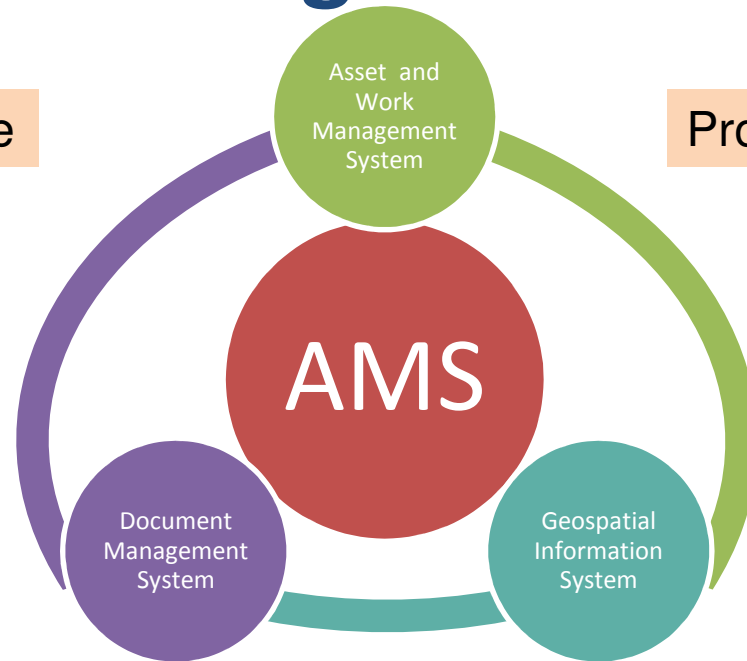 Asset and
Work
Management
System
AMS
Document
Management
System
Geospatial
Information
System